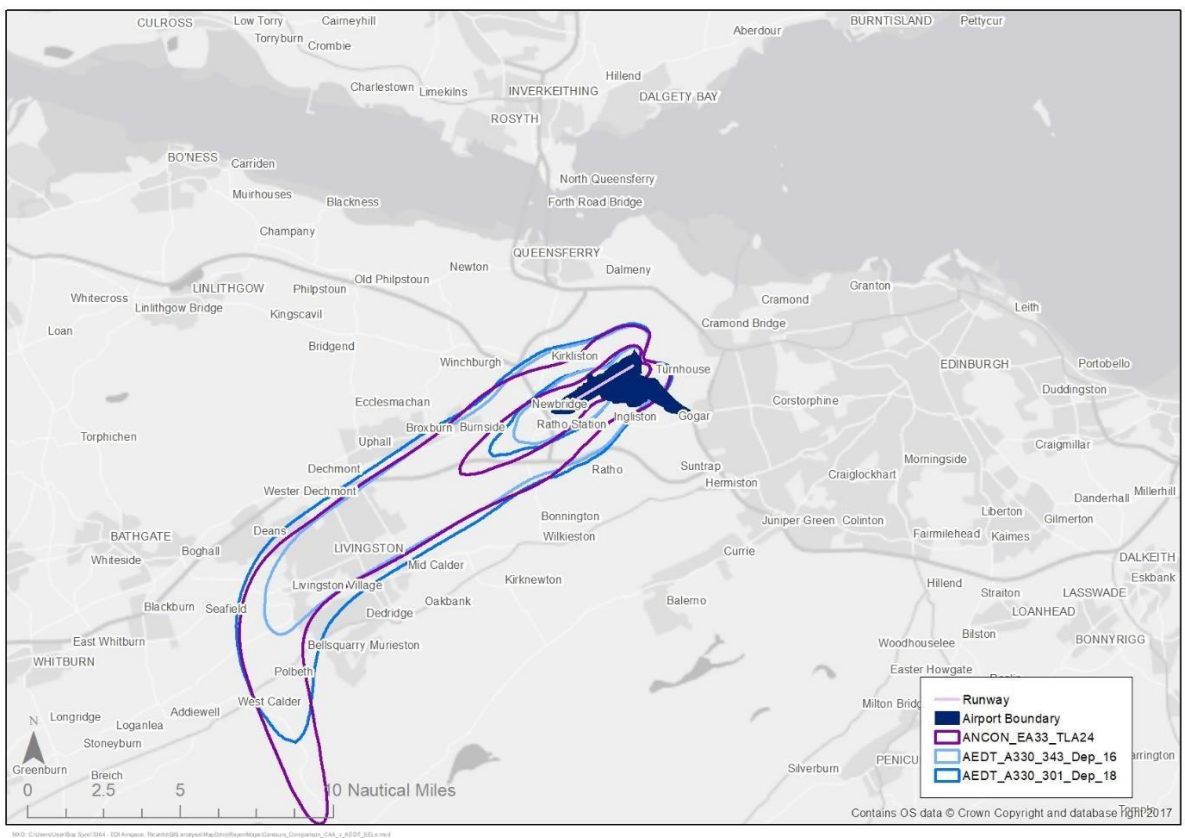 CULROSS
Low Torry
Cairneyhill
BURNTISLAND
Pettycur
Torryburn
Crombie
Aberdour
Hillend
Charlestown
Limekilns
INVERKEITHING
DALGETY BAY
ROSYTH
BO'NESS
Carriden
North Queensferry
Muirhouses
Blackness
Forth Road Bridge
Champany
QUEENSFERRY
Newton
Dalmeny
Old Philpstoun
LINLITHGOW
Philpstoun
Granton
Whitecross
Linlithgow Bridge
Kingscavil
Cramond
Leith
Loan
Cramond Bridge
Bridgend
Winchburgh
Kirkliston
Turnhouse
EDINBURGH
Portobello
Duddingston
Ecclesmachan
Newbridge
Corstorphine
Ingliston
Gogar
Torphichen
Broxburn
Burnside
Ratho Station
Uphall
Craigmillar
Dechmont
Ratho
Suntrap
Morningside
Craiglockhart
Hermiston
Wester Dechmont
Danderhall
Millerhill
Bonnington
Juniper Green
Colinton
Liberton
Gilmerton
Deans
BATHGATE
Wilkieston
Fairmilehead
Kaimes
Boghall
LIVINGSTON
Currie
Whiteside
Mid Calder
DALKEITH
Livingston Village
Kirknewton
Hillend
Eskbank
Blackburn
Seafield
Oakbank
Balerno
Straiton
LASSWADE
Dedridge
LOANHEAD
East Whitburn
Bellsquarry
Murieston
Woodhouselee
Bilston
BONNYRIGG
WHITBURN
Polbeth
Easter Howgate
West Calder
Milton Bridg
Longridge
Addiewell
Loganlea
Stoneyburn
Greenburn
Breich
Silverburn
PENICU
arrington
N
0 2.5 5 10 Nautical Miles
Runway
Airport Boundary
ANCON_EA33_TLA24
AEDT_A330_343_Dep_16
AEDT_A330_301_Dep_18
Contains OS data © Crown Copyright and database right 2017